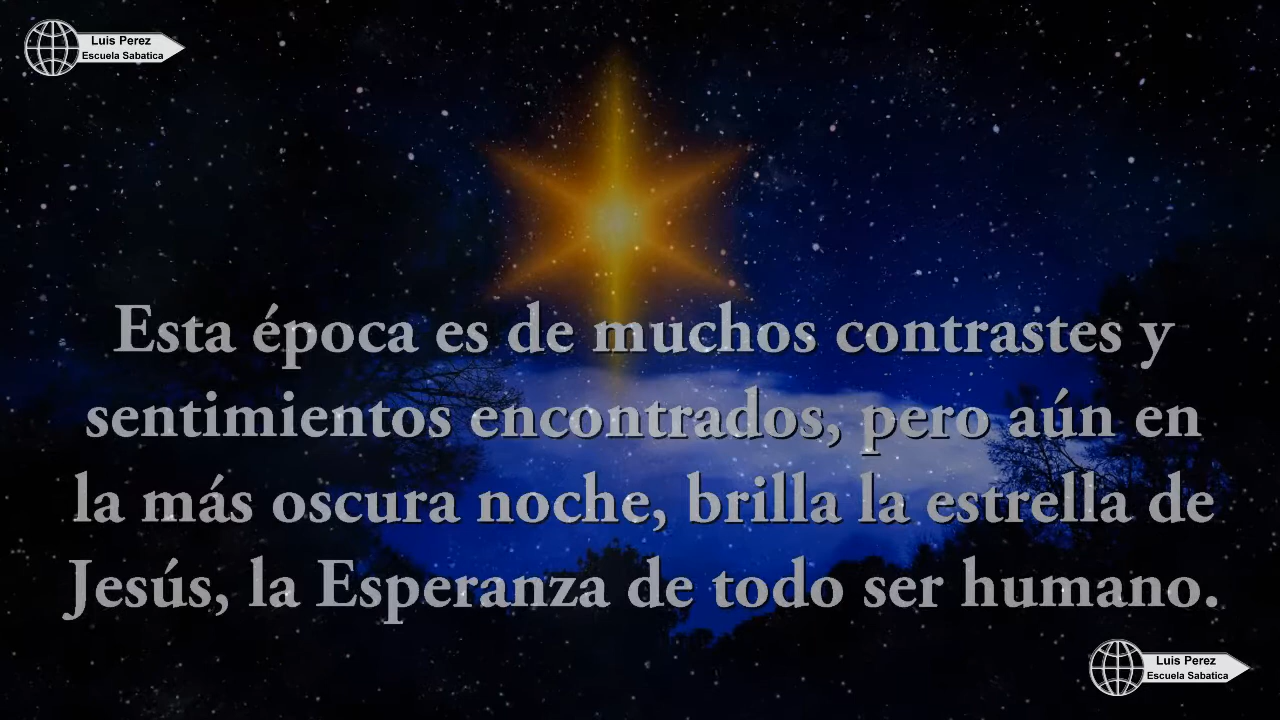 Luis Perez
Escuela Sabatica
Esta época es de muchos contrastes y
sentimientos encontrados, pero aún en
la más oscura noche, brilla la estrella de
Jesús, la Esperanza de todo ser humano.
Luis Perez
Escuela Sabatica